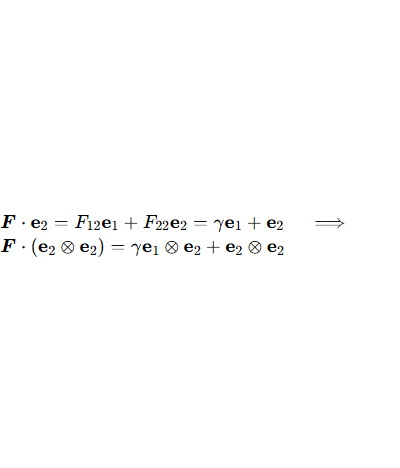 𝑭 ⋅ 𝐞₂ = F₁₂𝐞₁ + F₂₂𝐞₂ = γ𝐞₁ + 𝐞₂ ⟹
𝑭 ⋅ (𝐞₂ ⊗ 𝐞₂) = γ𝐞₁ ⊗ 𝐞₂ + 𝐞₂ ⊗ 𝐞₂